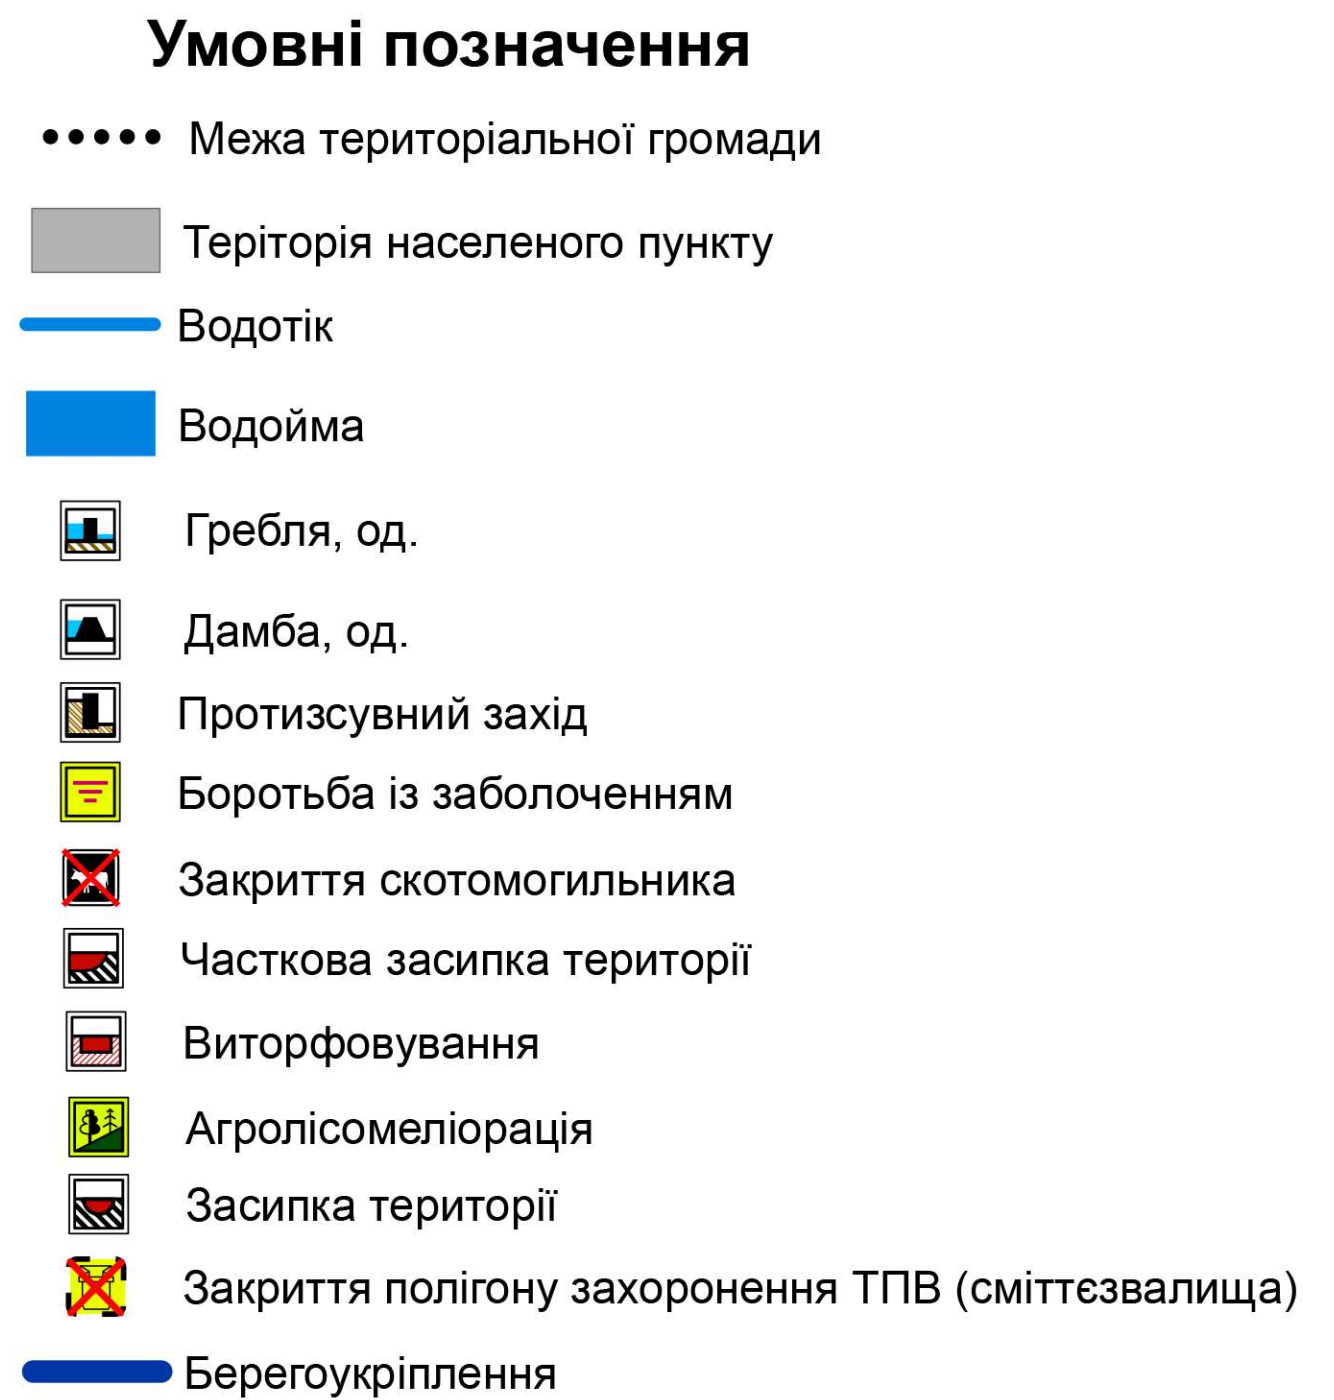 Умовні позначення
Межа територіальної громади
Теріторія населеного пункту
Водотік
Водойма
Гребля, од.
Дамба, од.
Протизсувний захід
Боротьба із заболоченням
Закриття скотомогильника
Часткова засипка території
Виторфовування
Агролісомеліорація
Засипка території
Закриття полігону захоронення ТПВ (сміттєзвалища)
Берегоукріплення